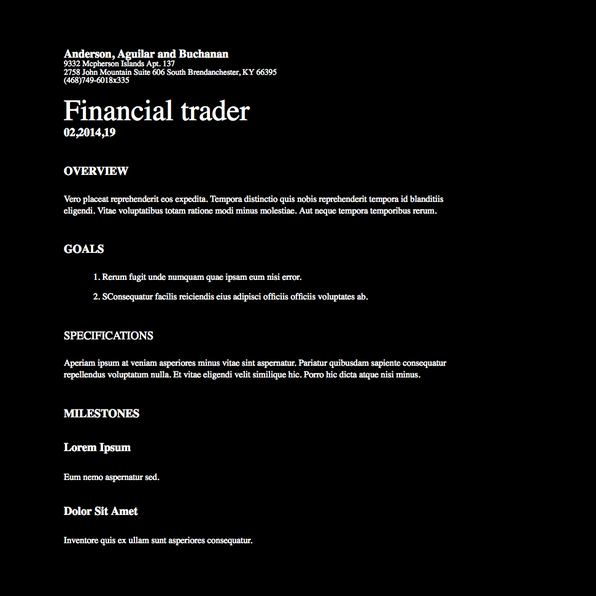 Anderson, Aguilar and Buchanan
9332 Mcpherson Islands Apt. 137
2758 John Mountain Suite 606 South Brendanchester, KY 66395
(468)749-6018x335
Financial trader
02,2014,19
OVERVIEW
Vero placeat reprehenderit eos expedita. Tempora distinctio quis nobis reprehenderit tempora id blanditiis
eligendi. Vitae voluptatibus totam ratione modi minus molestiae. Aut neque tempora temporibus rerum.
GOALS
1. Rerum fugit unde numquam quae ipsam eum nisi error.
2. SConsequatur facilis reiciendis eius adipisci officiis officiis voluptates ab.
SPECIFICATIONS
Aperiam ipsum at veniam asperiores minus vitae sint aspernatur. Pariatur quibusdam sapiente consequatur
repellendus voluptatum nulla. Et vitae eligendi velit similique hic. Porro hic dicta atque nisi minus.
MILESTONES
Lorem Ipsum
Eum nemo aspernatur sed.
Dolor Sit Amet
Inventore quis ex ullam sunt asperiores consequatur.